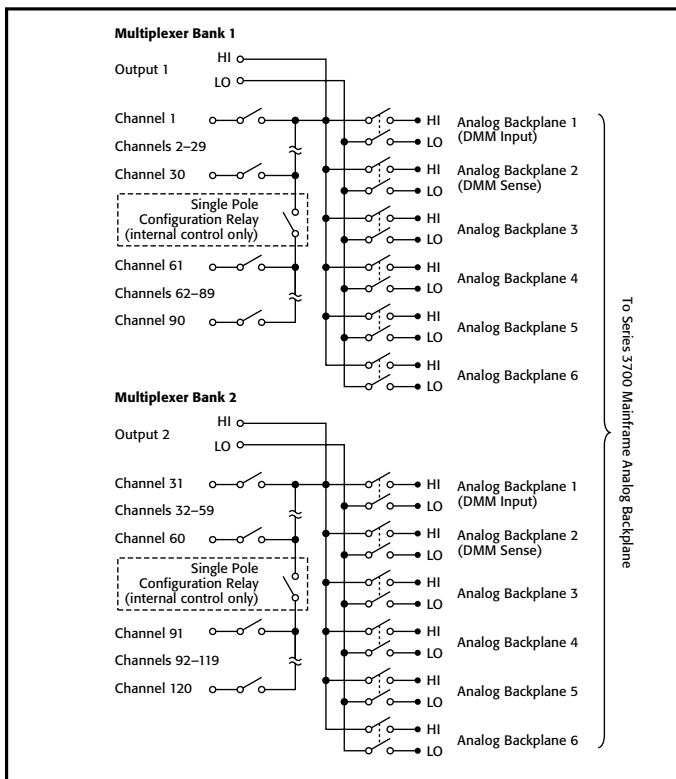 Multiplexer Bank 1
HI
Output 1
LO
Channel 1
HI
Analog Backplane 1
(DMM Input)
LO
Channels 2–29
HI
Analog Backplane 2
(DMM Sense)
LO
Channel 30
Single Pole
Configuration Relay
(internal control only)
HI
Analog Backplane 3
LO
Channel 61
HI
Analog Backplane 4
LO
Channels 62–89
Channel 90
HI
Analog Backplane 5
LO
HI
Analog Backplane 6
LO
To Series 3700 Mainframe Analog Backplane
Multiplexer Bank 2
HI
Output 2
LO
Channel 31
HI
Analog Backplane 1
(DMM Input)
LO
Channels 32–59
HI
Analog Backplane 2
(DMM Sense)
LO
Channel 60
Single Pole
Configuration Relay
(internal control only)
HI
Analog Backplane 3
LO
Channel 91
HI
Analog Backplane 4
LO
Channels 92–119
Channel 120
HI
Analog Backplane 5
LO
HI
Analog Backplane 6
LO